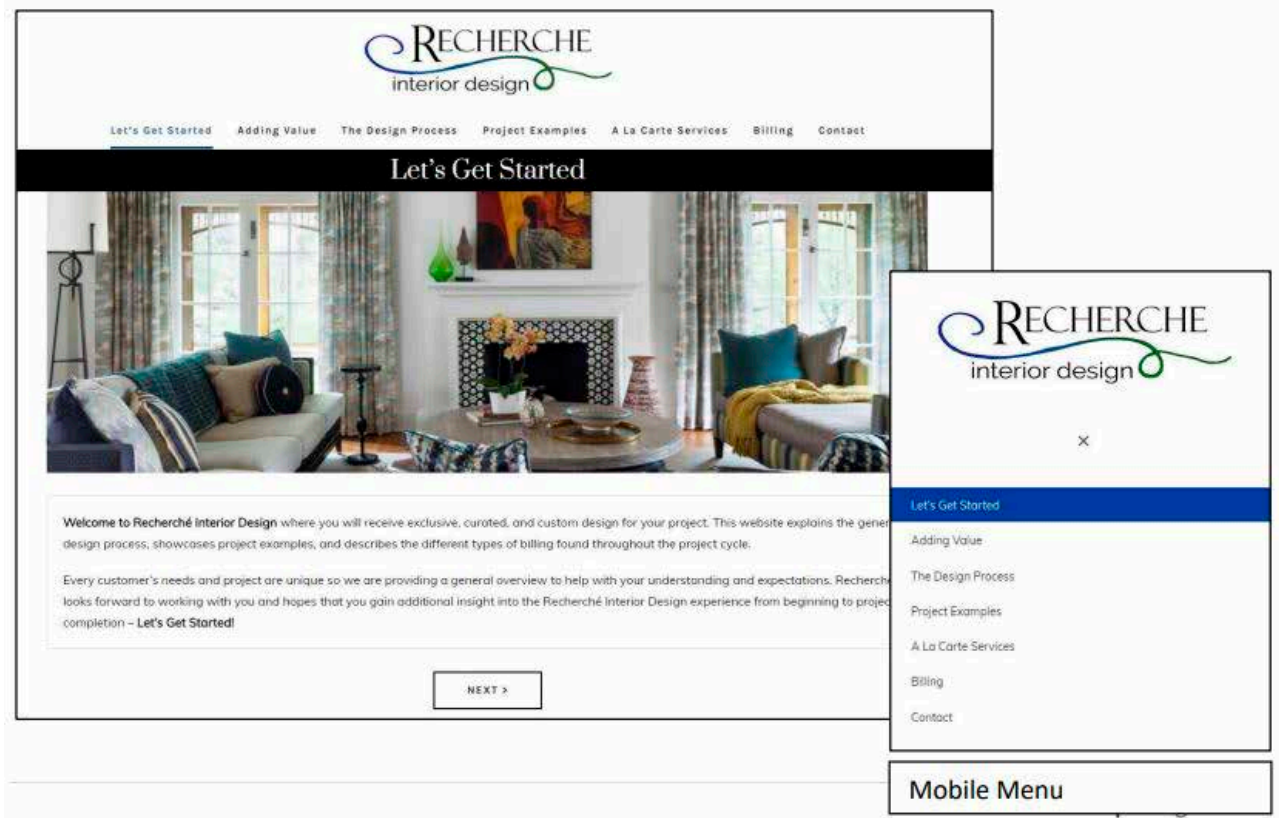 RECHERCHE
interior design
Let's Get Started Adding Value The Design Process Project Examples A La Carte Services Billing Contact
Let's Get Started
Welcome to Recherché Interior Design where you will receive exclusive, curated, and custom design for your project. This website explains the
design process, showcases project examples, and describes the different types of billing found throughout the project cycle.
Every customer's needs and project are unique so we are providing a general overview to help with your understanding and expectations.
looks forward to working with you and hopes that you gain additional insight into the Recherché Interior Design experience from beginning to
completion – Let's Get Started!
NEXT >
RECHERCHE
interior design
×
Let's Get Started
Adding Value
The Design Process
Project Examples
A La Carte Services
Billing
Contact
Mobile Menu